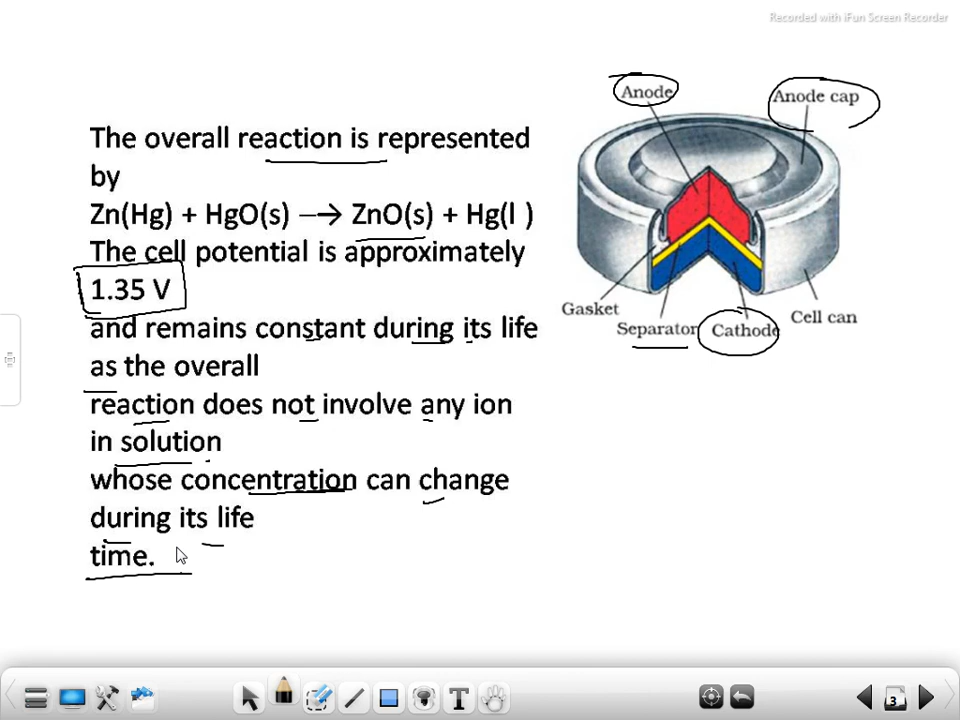 Recorded with iFun Screen Recorder
The overall reaction is represented
by
Zn(Hg) + HgO(s) —→ ZnO(s) + Hg(l )
The cell potential is approximately
1.35 V
and remains constant during its life
as the overall
reaction does not involve any ion
in solution
whose concentration can change
during its life
time.
Anode
Anode cap
Gasket
Separator
Cathode
Cell can
T
3